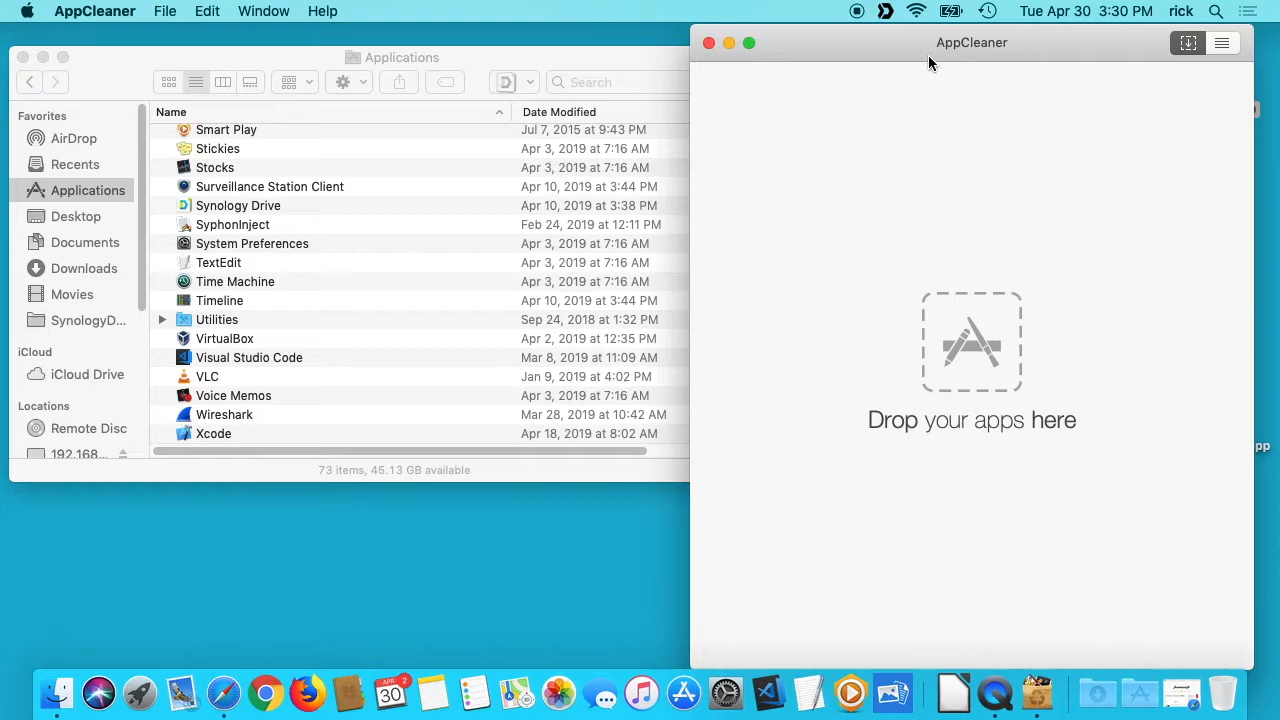 AppCleaner File Edit Window Help Tue Apr 30 3:30 PM rick
Applications
Search
Favorites
AirDrop
Recents
Applications
Desktop
Documents
Downloads
Movies
SynologyD...
iCloud
iCloud Drive
Locations
Remote Disc
192.168...
Name Date Modified
Smart Play Jul 7, 2015 at 9:43 PM
Stickies Apr 3, 2019 at 7:16 AM
Stocks Apr 3, 2019 at 7:16 AM
Surveillance Station Client Apr 10, 2019 at 3:44 PM
Synology Drive Apr 10, 2019 at 3:38 PM
SyphonInject Feb 24, 2019 at 12:11 PM
System Preferences Apr 3, 2019 at 7:16 AM
TextEdit Apr 3, 2019 at 7:16 AM
Time Machine Apr 3, 2019 at 7:16 AM
Timeline Apr 10, 2019 at 3:44 PM
Utilities Sep 24, 2018 at 1:32 PM
VirtualBox Apr 2, 2019 at 12:35 PM
Visual Studio Code Mar 8, 2019 at 11:09 AM
VLC Jan 9, 2019 at 4:02 PM
Voice Memos Apr 3, 2019 at 7:16 AM
Wireshark Mar 28, 2019 at 10:42 AM
Xcode Apr 18, 2019 at 8:02 AM
73 items, 45.13 GB available
AppCleaner
Drop your apps here
pp
APR
30
2